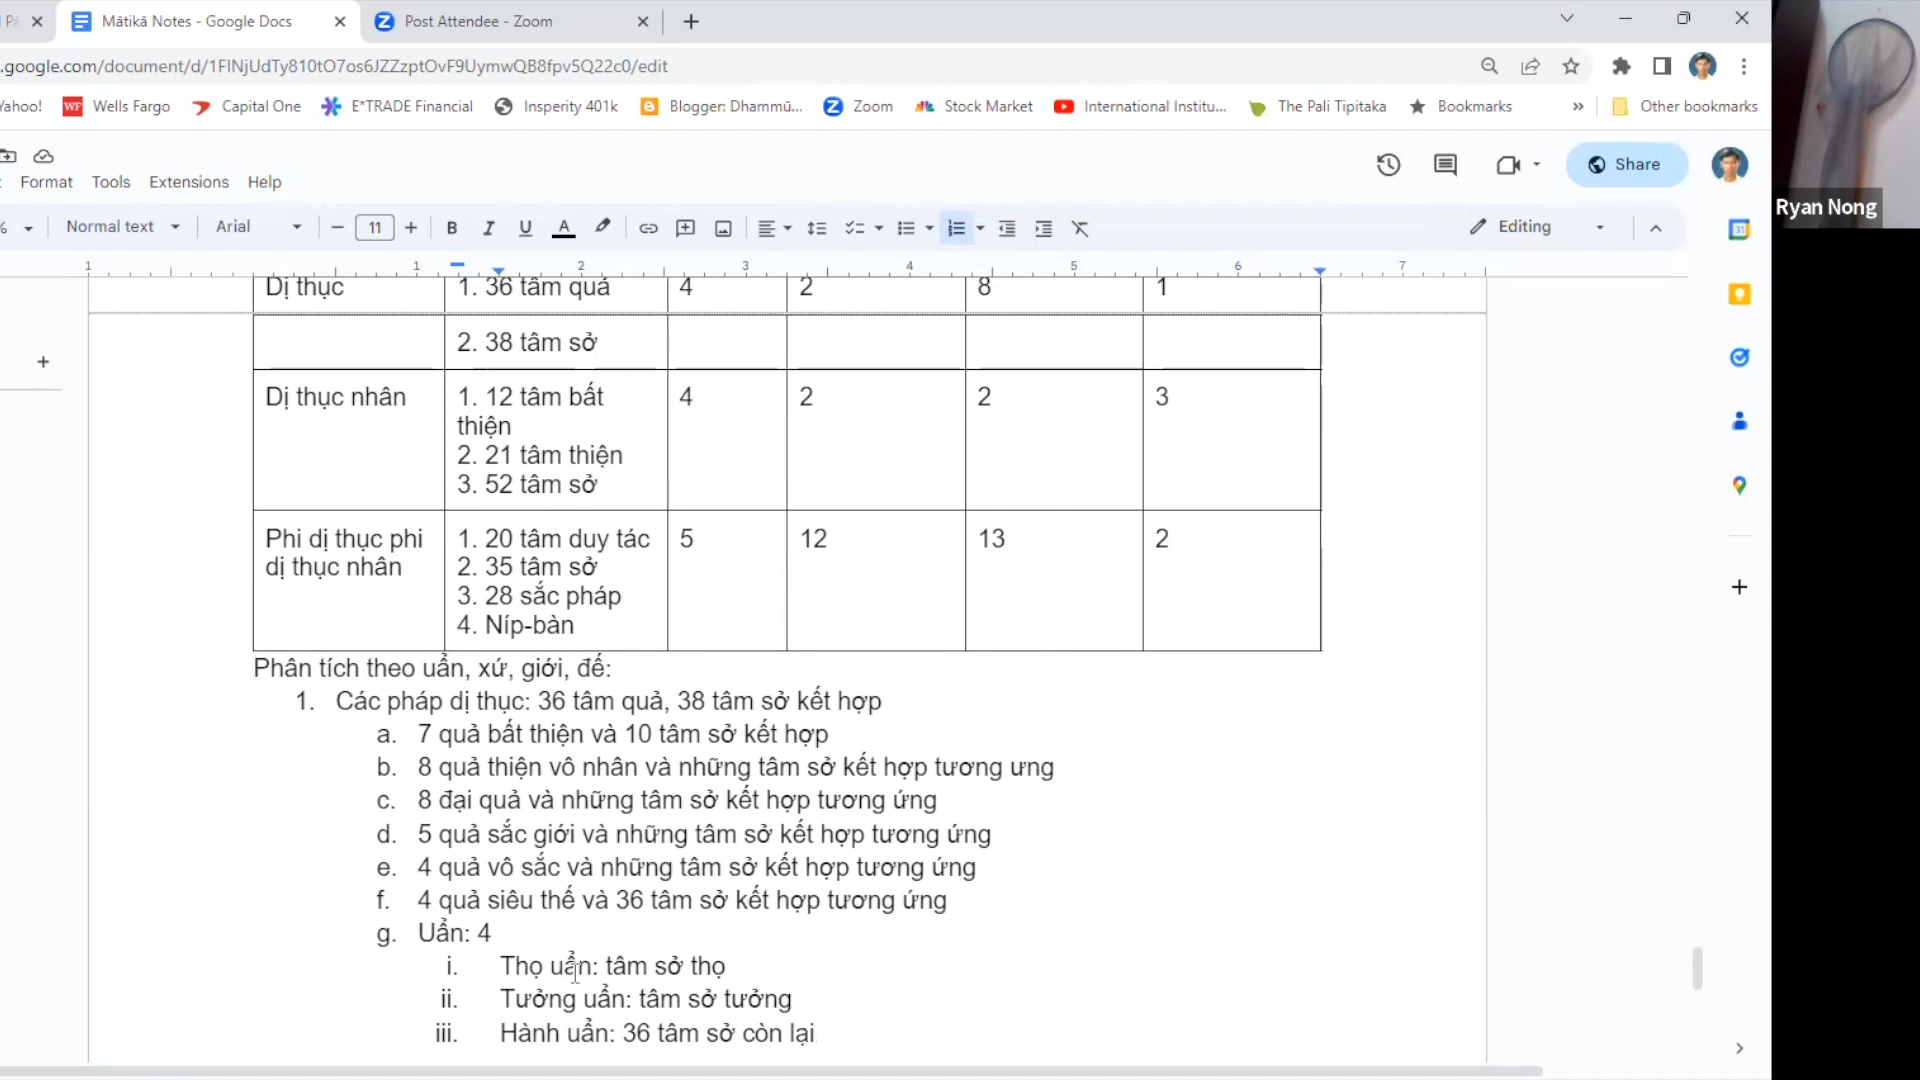 Mātikā Notes - Google Docs
Post Attendee - Zoom
.google.com/document/d/1FlNjUdTy810tO7os6JZZzptOvF9UymwQB8fpv5Q22c0/edit
Yahoo! Wells Fargo Capital One E*TRADE Financial Insperity 401k Blogger: Dhammū... Zoom Stock Market International Institu... The Pali Tipitaka Bookmarks » Other bookmarks
Share
Format Tools Extensions Help
% Normal text Arial 11 Editing
1 1 2 3 4 5 6 7
Ryan Nong
Dị thục 1. 36 tâm quả 4 2 8 1
2. 38 tâm sở
Dị thục nhân 1. 12 tâm bất 4 2 2 3
thiện
2. 21 tâm thiện
3. 52 tâm sở
Phi dị thục phi 1. 20 tâm duy tác 5 12 13 2
dị thục nhân 2. 35 tâm sở
3. 28 sắc pháp
4. Níp-bàn
Phân tích theo uẩn, xứ, giới, đế:
1. Các pháp dị thục: 36 tâm quả, 38 tâm sở kết hợp
a. 7 quả bất thiện và 10 tâm sở kết hợp
b. 8 quả thiện vô nhân và những tâm sở kết hợp tương ưng
c. 8 đại quả và những tâm sở kết hợp tương ứng
d. 5 quả sắc giới và những tâm sở kết hợp tương ứng
e. 4 quả vô sắc và những tâm sở kết hợp tương ứng
f. 4 quả siêu thế và 36 tâm sở kết hợp tương ứng
g. Uẩn: 4
i. Thọ uẩn: tâm sở thọ
ii. Tưởng uẩn: tâm sở tưởng
iii. Hành uẩn: 36 tâm sở còn lại